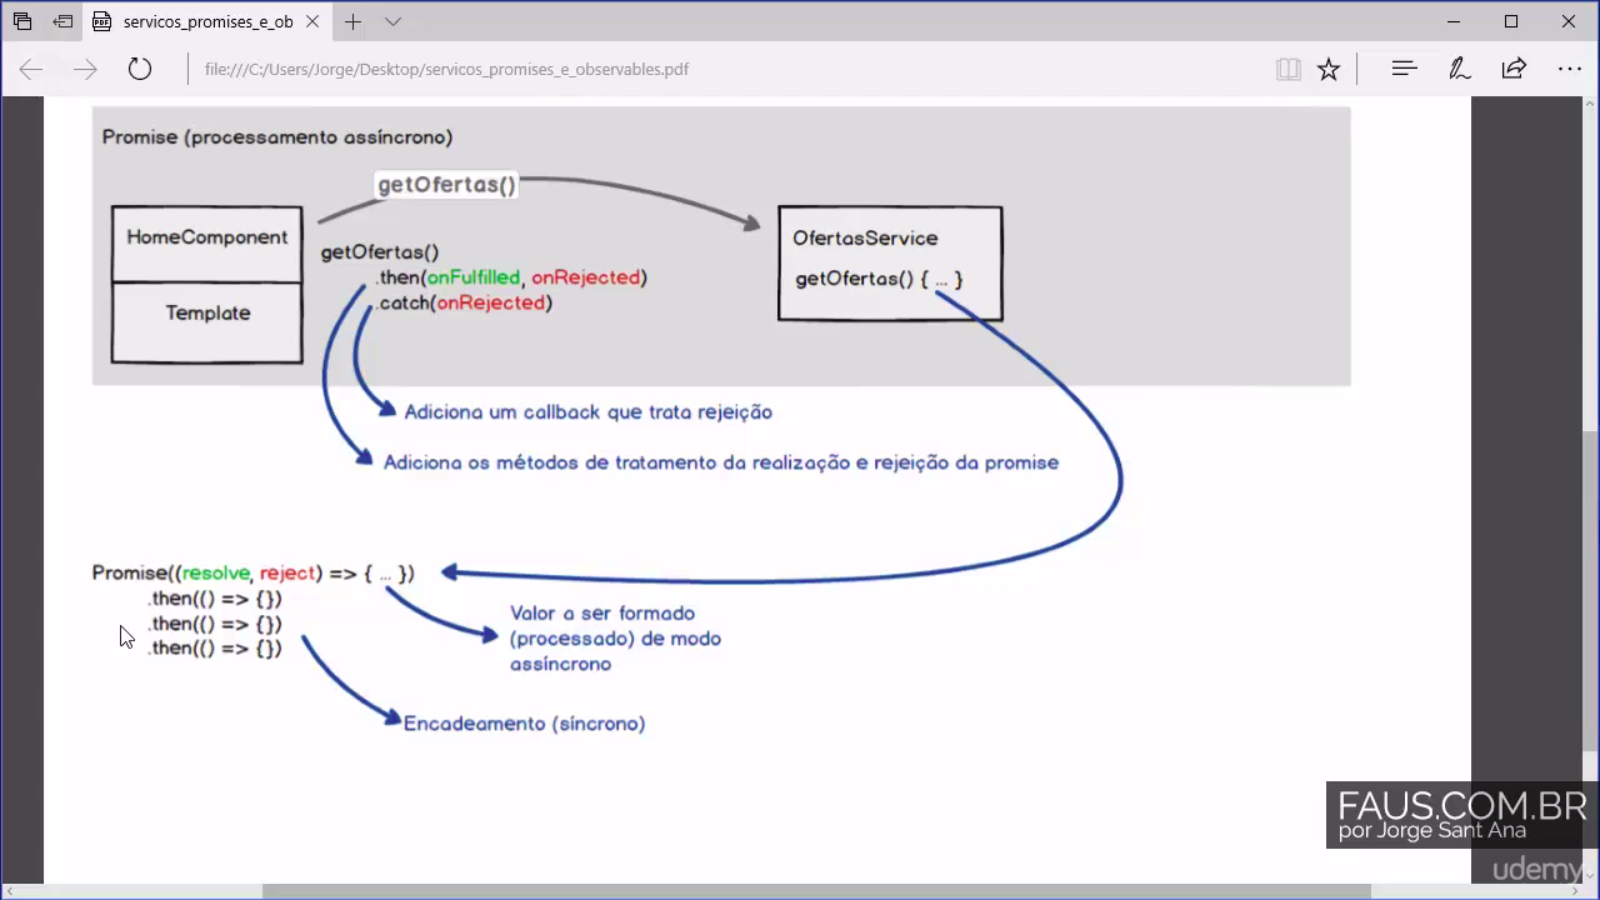 servicos_promises_e_ob
file:///C:/Users/Jorge/Desktop/servicos_promises_e_observables.pdf
Promise (processamento assíncrono)
getOfertas()
HomeComponent
Template
getOfertas()
.then(onFulfilled, onRejected)
.catch(onRejected)
OfertasService
getOfertas() { ... }
Adiciona um callback que trata rejeição
Adiciona os métodos de tratamento da realização e rejeição da promise
Promise((resolve, reject) => { ... })
.then(() => {})
.then(() => {})
.then(() => {})
Valor a ser formado
(processado) de modo
assíncrono
Encadeamento (síncrono)
FAUS.COM.BR
por Jorge Sant Ana
udemy